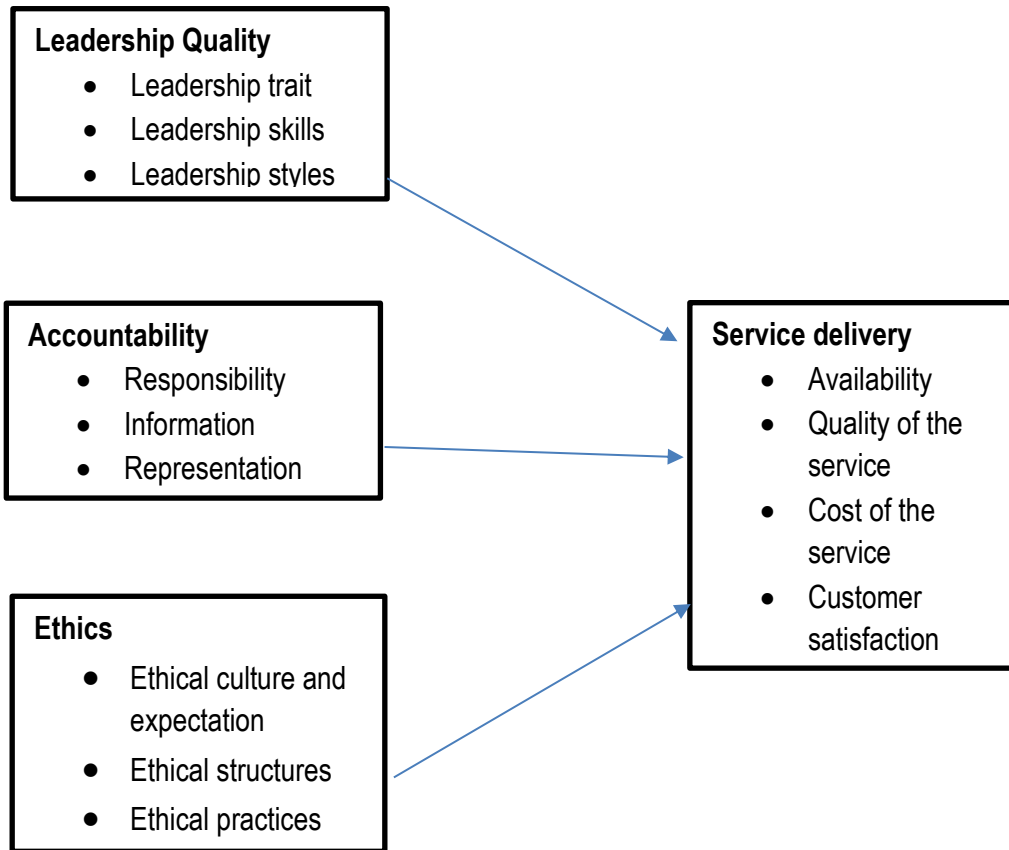 Leadership Quality
• Leadership trait
• Leadership skills
• Leadership styles
Accountability
• Responsibility
• Information
• Representation
Ethics
• Ethical culture and
expectation
• Ethical structures
• Ethical practices
Service delivery
• Availability
• Quality of the
service
• Cost of the
service
• Customer
satisfaction